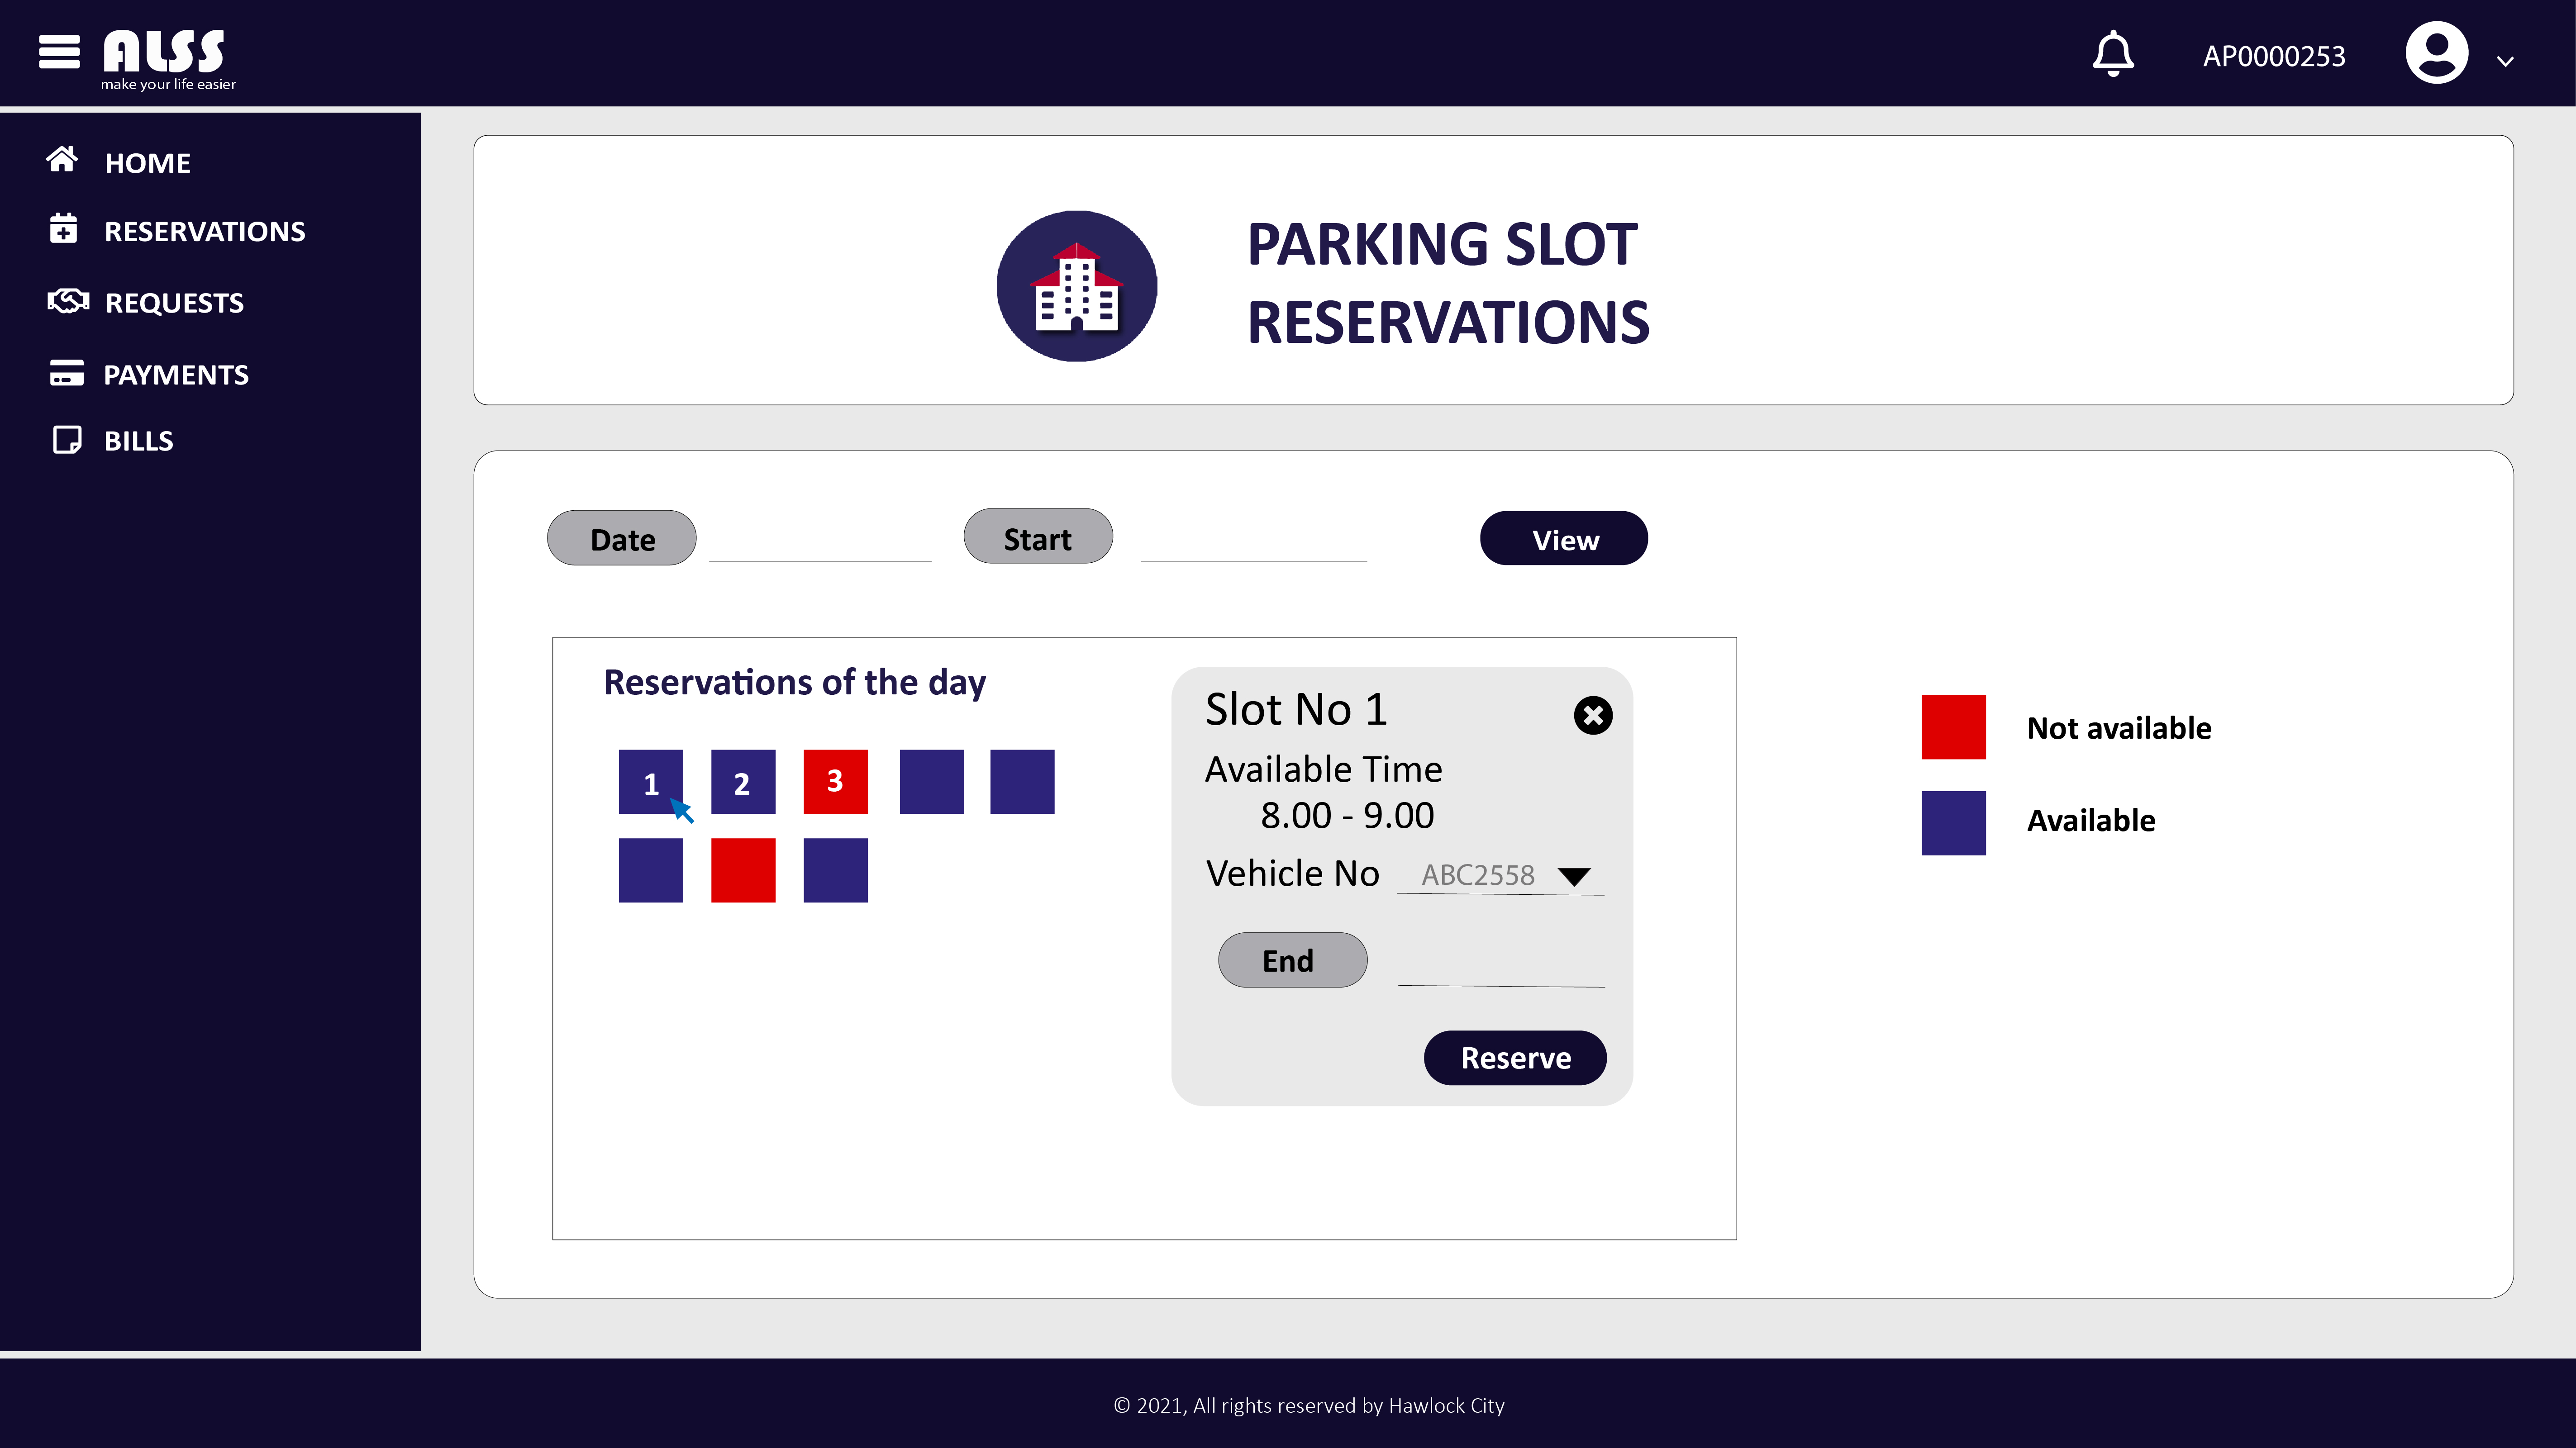 ALSS
make your life easier
AP0000253
HOME
RESERVATIONS
REQUESTS
PAYMENTS
BILLS
PARKING SLOT
RESERVATIONS
Date
Start
View
Reservations of the day
1 2 3
Slot No 1
Available Time
8.00 - 9.00
Vehicle No ABC2558
End
Reserve
Not available
Available
© 2021, All rights reserved by Hawlock City